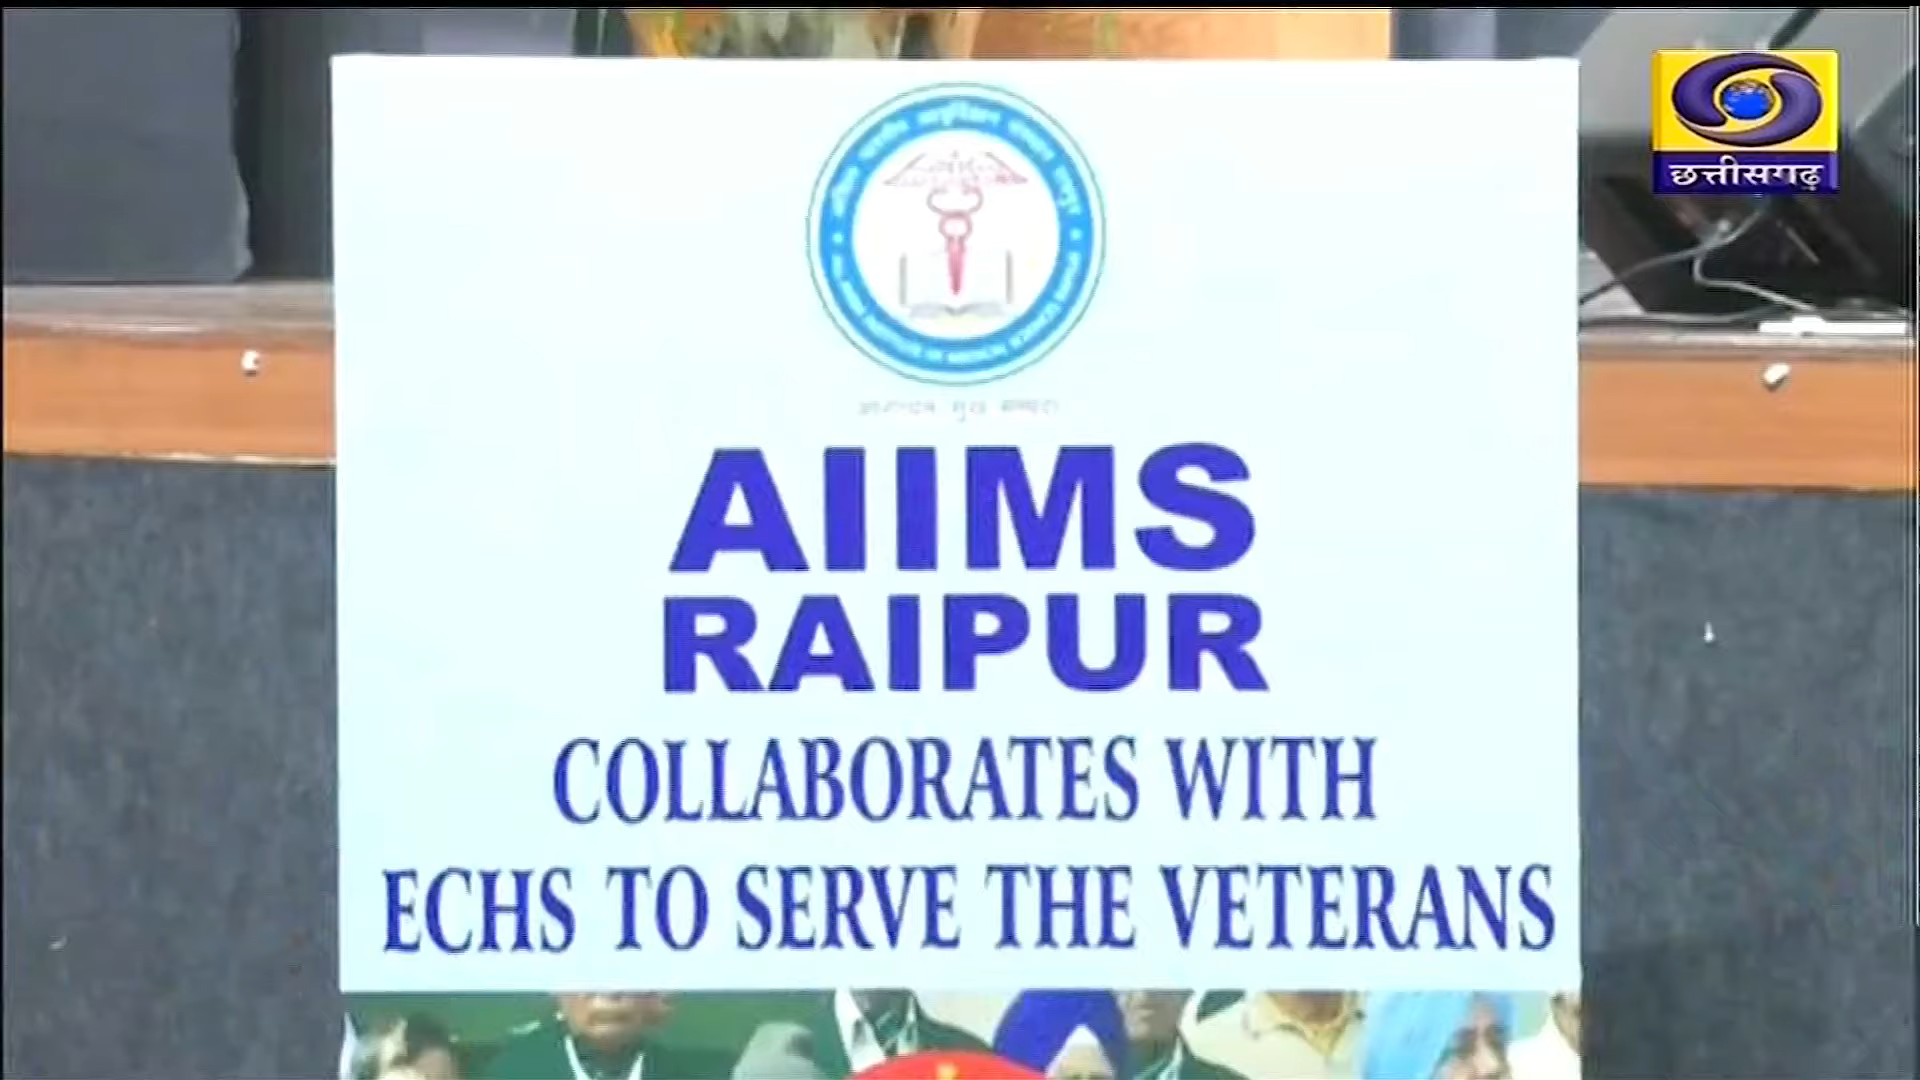 छत्तीसगढ़
AIIMS
RAIPUR
COLLABORATES WITH
ECHS TO SERVE THE VETERANS